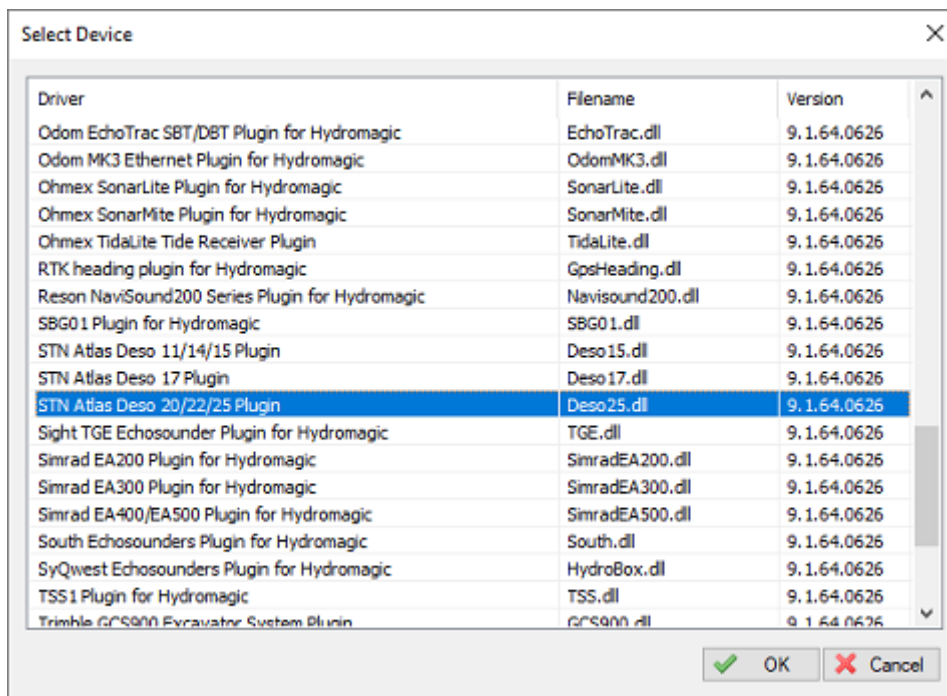 Select Device
Driver Filename Version
Odom EchoTrac SBT/DBT Plugin for Hydromagic EchoTrac.dll 9.1.64.0626
Odom MK3 Ethernet Plugin for Hydromagic OdomMK3.dll 9.1.64.0626
Ohmex SonarLite Plugin for Hydromagic SonarLite.dll 9.1.64.0626
Ohmex SonarMite Plugin for Hydromagic SonarMite.dll 9.1.64.0626
Ohmex TidaLite Tide Receiver Plugin TidaLite.dll 9.1.64.0626
RTK heading plugin for Hydromagic GpsHeading.dll 9.1.64.0626
Reson NaviSound200 Series Plugin for Hydromagic Navisound200.dll 9.1.64.0626
SBG01 Plugin for Hydromagic SBG01.dll 9.1.64.0626
STN Atlas Deso 11/14/15 Plugin Deso15.dll 9.1.64.0626
STN Atlas Deso 17 Plugin Deso17.dll 9.1.64.0626
STN Atlas Deso 20/22/25 Plugin Deso25.dll 9.1.64.0626
Sight TGE Echosounder Plugin for Hydromagic TGE.dll 9.1.64.0626
Simrad EA200 Plugin for Hydromagic SimradEA200.dll 9.1.64.0626
Simrad EA300 Plugin for Hydromagic SimradEA300.dll 9.1.64.0626
Simrad EA400/EA500 Plugin for Hydromagic SimradEA500.dll 9.1.64.0626
South Echosounders Plugin for Hydromagic South.dll 9.1.64.0626
SyQwest Echosounders Plugin for Hydromagic HydroBox.dll 9.1.64.0626
TSS1 Plugin for Hydromagic TSS.dll 9.1.64.0626
Trimble GCS900 Excavator System Plugin GCS900.dll 9.1.64.0626
OK Cancel